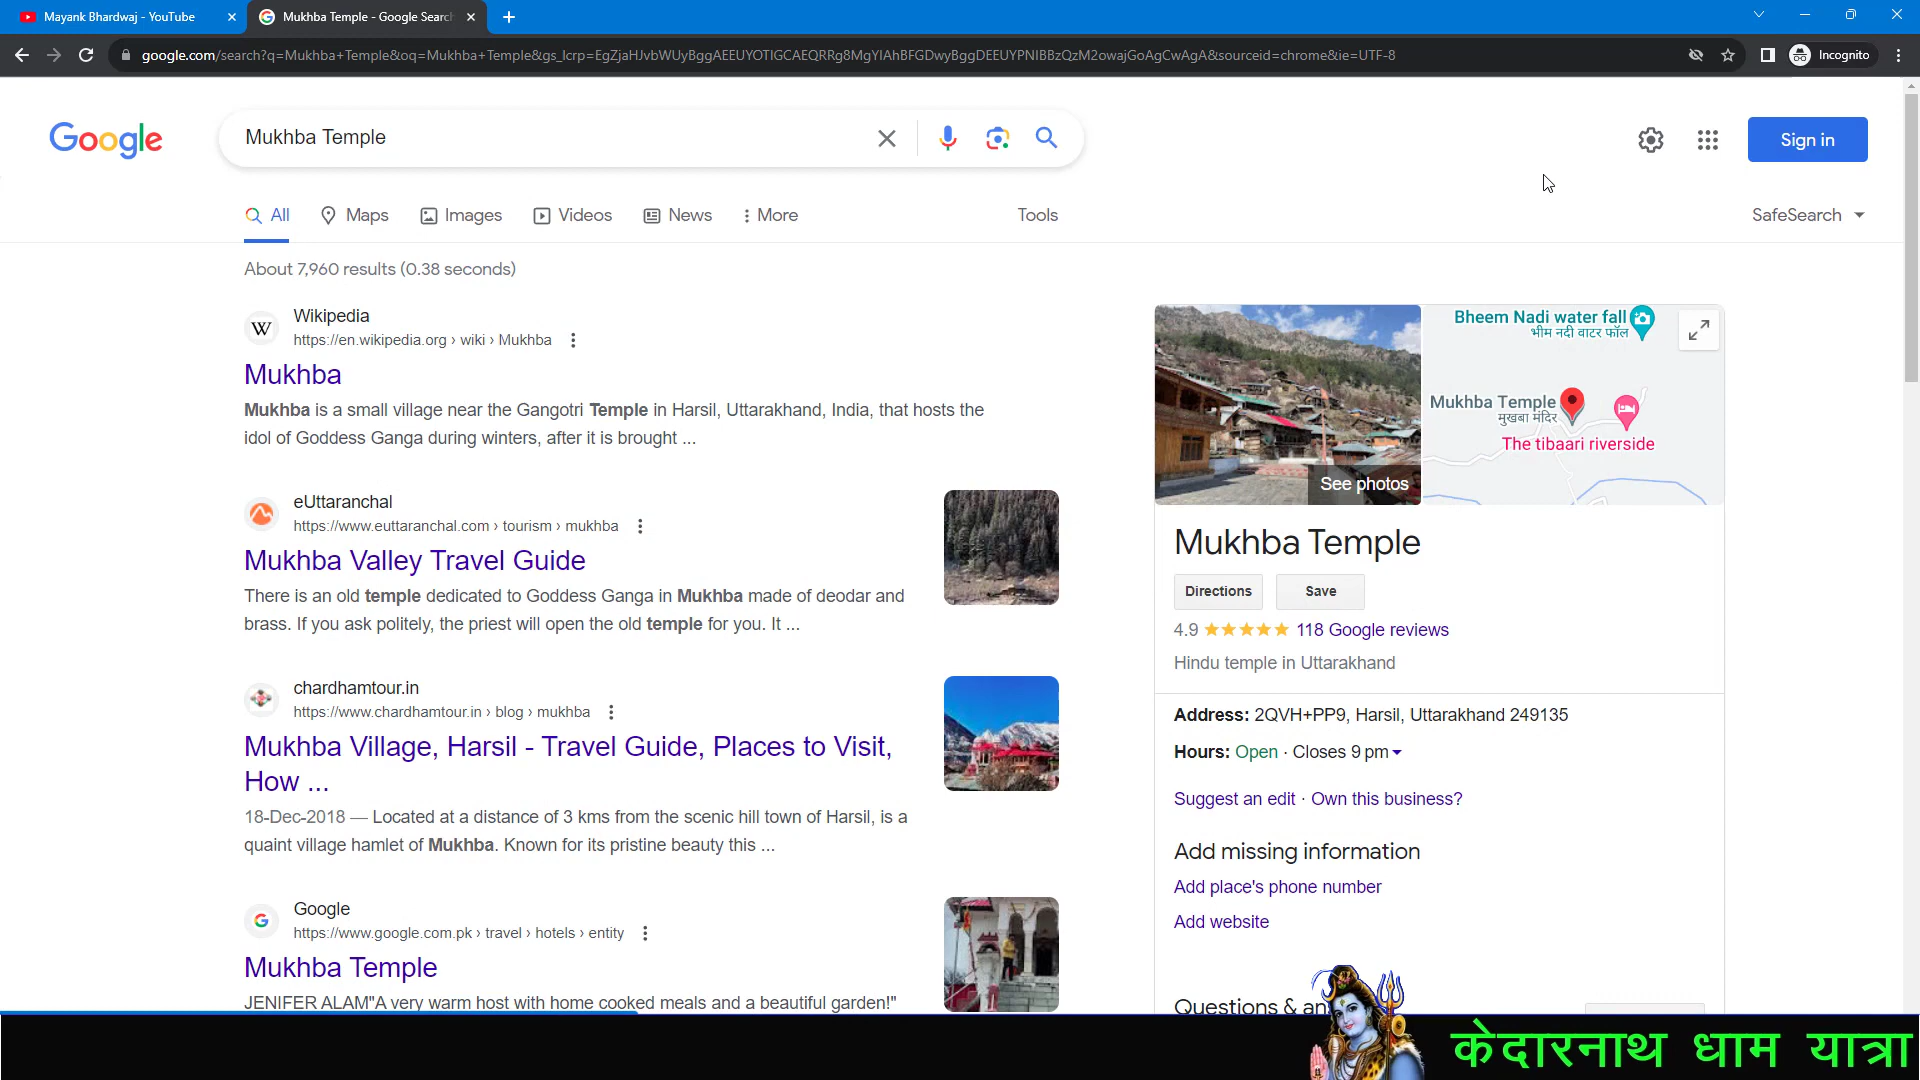 Mayank Bhardwaj - YouTube
Mukhba Temple - Google Searc
google.com/search?q=Mukhba+Temple&oq=Mukhba+Temple&gs_lcrp=EgZjaHJvbWUyBggAEEUYOTIGCAEQRRg8MgYIAhBFGDwyBggDEEUYPNIBBzQzM2owajGoAgCwAgA&sourceid=chrome&ie=UTF-8
Incognito
Google
Mukhba Temple
Sign in
All
Maps
Images
Videos
News
More
Tools
SafeSearch
About 7,960 results (0.38 seconds)
W
Wikipedia
https://en.wikipedia.org › wiki › Mukhba
Mukhba
Mukhba is a small village near the Gangotri Temple in Harsil, Uttarakhand, India, that hosts the
idol of Goddess Ganga during winters, after it is brought ...
eUttaranchal
https://www.euttaranchal.com › tourism › mukhba
Mukhba Valley Travel Guide
There is an old temple dedicated to Goddess Ganga in Mukhba made of deodar and
brass. If you ask politely, the priest will open the old temple for you. It ...
chardhamtour.in
https://www.chardhamtour.in › blog › mukhba
Mukhba Village, Harsil - Travel Guide, Places to Visit,
How ...
18-Dec-2018 — Located at a distance of 3 kms from the scenic hill town of Harsil, is a
quaint village hamlet of Mukhba. Known for its pristine beauty this ...
G
Google
https://www.google.com.pk › travel › hotels › entity
Mukhba Temple
JENIFER ALAM"A very warm host with home cooked meals and a beautiful garden!"
See photos
Bheem Nadi water fall
भीम नदी वाटर फॉल
Mukhba Temple
मुखबा मंदिर
The tibaari riverside
Mukhba Temple
Directions
Save
4.9 ★★★★★ 118 Google reviews
Hindu temple in Uttarakhand
Address: 2QVH+PP9, Harsil, Uttarakhand 249135
Hours: Open · Closes 9 pm
Suggest an edit · Own this business?
Add missing information
Add place's phone number
Add website
Questions & an
केदारनाथ धाम यात्रा